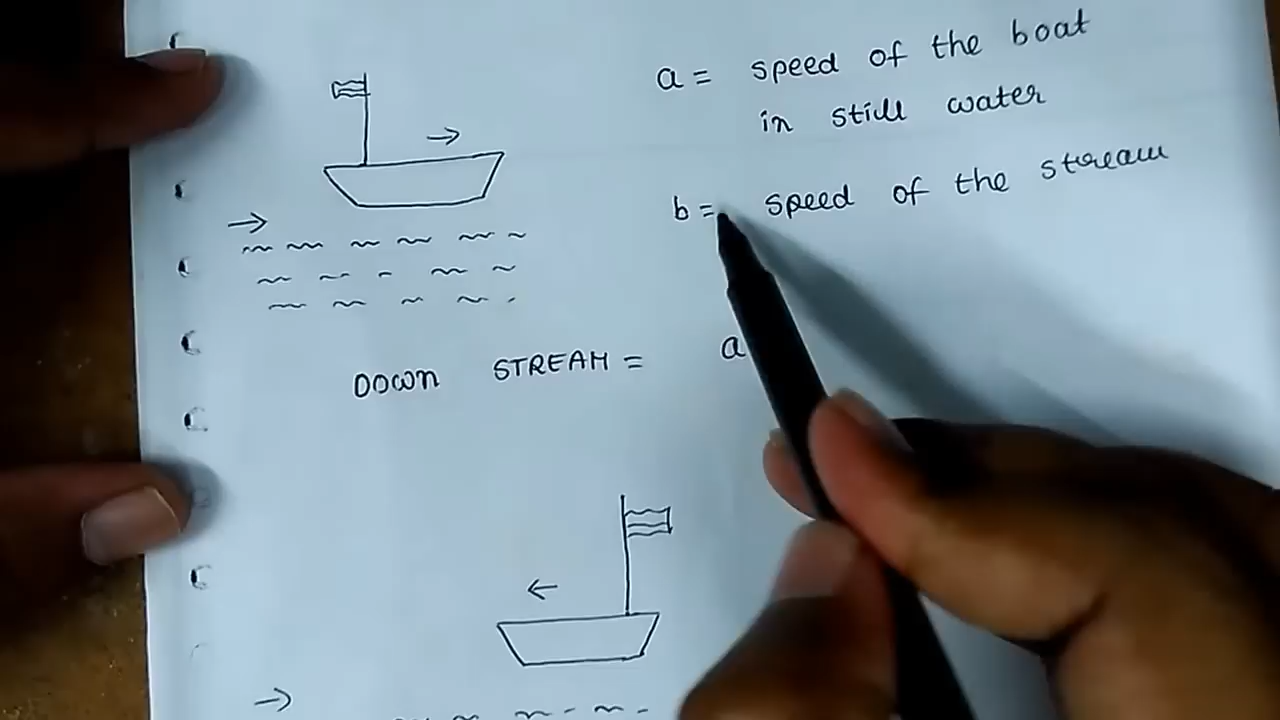 a = speed of the boat
in still water
b = speed of the stream
DOWN STREAM = a